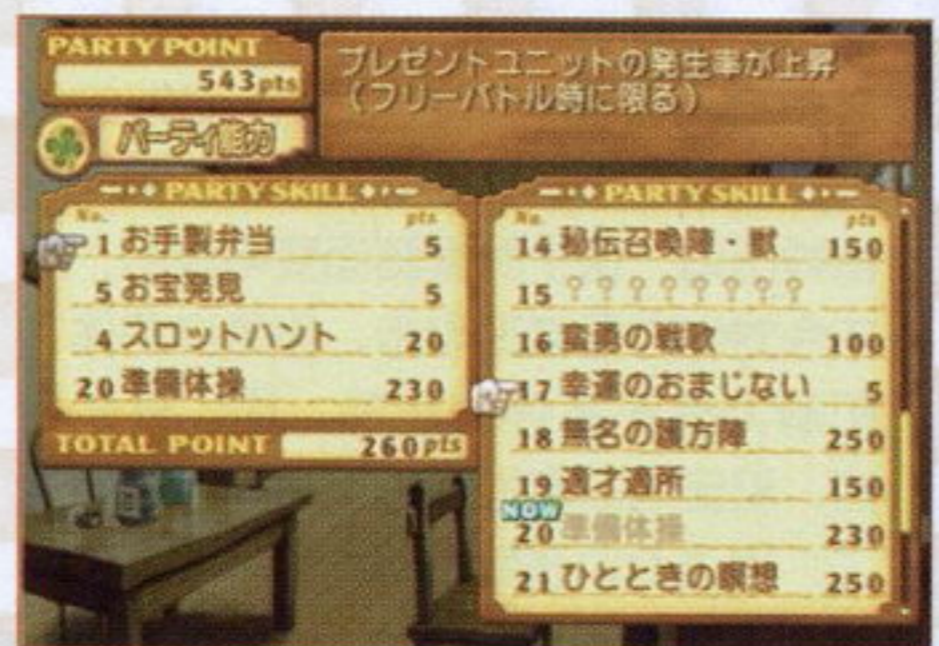 PARTY POINT
543pts
パーティ能力
プレゼントユニットの発生率が上昇
(フリーバトル時に限る)
PARTY SKILL
No. pts
1 お手製弁当 5
5 お宝発見 5
4 スロットハント 20
20 準備体操 230
TOTAL POINT 260pts
PARTY SKILL
No. pts
14 秘伝召喚陣・獣 150
15 ????????
16 蛮勇の戦歌 100
17 幸運のおまじない 5
18 無名の護方陣 250
19 適才適所 150
NOW
20 準備体操 230
21 ひとときの瞑想 250